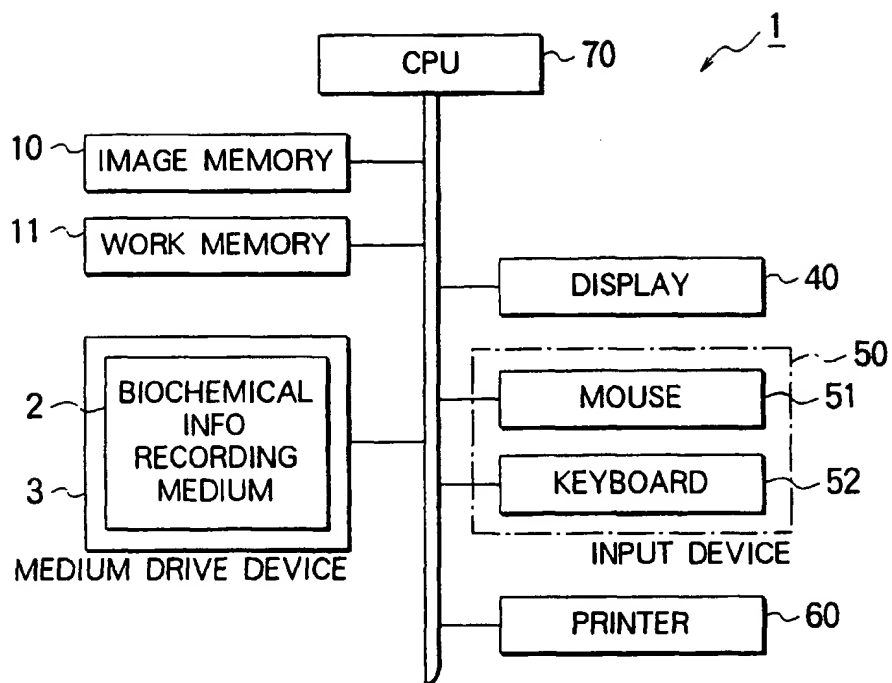 1
CPU
70
10
IMAGE MEMORY
11
WORK MEMORY
DISPLAY
40
50
MOUSE
51
KEYBOARD
52
INPUT DEVICE
2
BIOCHEMICAL
INFO
RECORDING
MEDIUM
3
MEDIUM DRIVE DEVICE
PRINTER
60